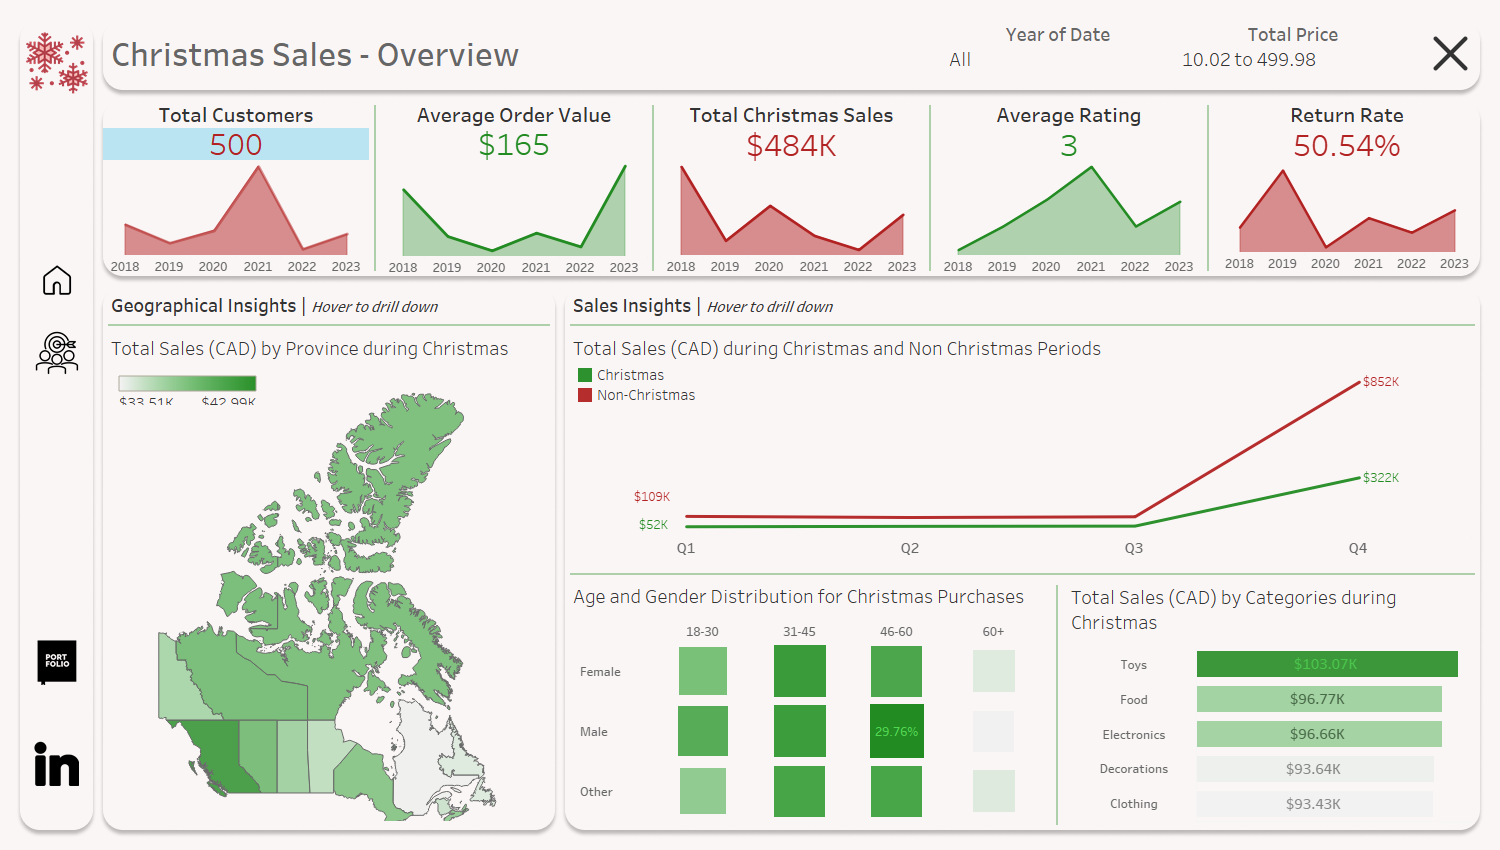 Christmas Sales - Overview
Year of Date
All
Total Price
10.02 to 499.98
Total Customers
500
2018 2019 2020 2021 2022 2023
Average Order Value
$165
2018 2019 2020 2021 2022 2023
Total Christmas Sales
$484K
2018 2019 2020 2021 2022 2023
Average Rating
3
2018 2019 2020 2021 2022 2023
Return Rate
50.54%
2018 2019 2020 2021 2022 2023
PORT
FOLIO
in
Geographical Insights | Hover to drill down
Total Sales (CAD) by Province during Christmas
$33.51K $42.99K
Sales Insights | Hover to drill down
Total Sales (CAD) during Christmas and Non Christmas Periods
Christmas
Non-Christmas
$852K
$322K
$109K
$52K
Q1 Q2 Q3 Q4
Age and Gender Distribution for Christmas Purchases
18-30 31-45 46-60 60+
Female
Male
29.76%
Other
Total Sales (CAD) by Categories during
Christmas
Toys $103.07K
Food $96.77K
Electronics $96.66K
Decorations $93.64K
Clothing $93.43K